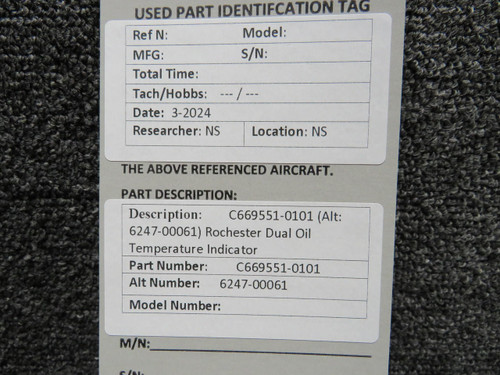 USED PART IDENTIFCATION TAG
Ref N: Model:
MFG: S/N:
Total Time:
Tach/Hobbs: --- / ---
Date: 3-2024
Researcher: NS Location: NS
THE ABOVE REFERENCED AIRCRAFT.
PART DESCRIPTION:
Description: C669551-0101 (Alt:
6247-00061) Rochester Dual Oil
Temperature Indicator
Part Number: C669551-0101
Alt Number: 6247-00061
Model Number:
M/N:
S/N: